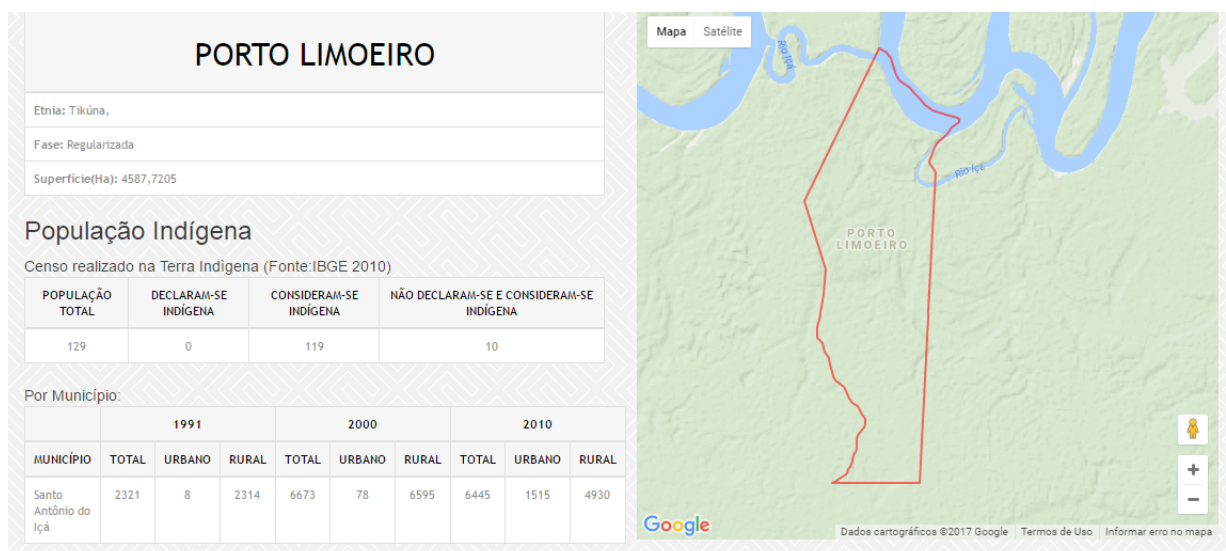 PORTO LIMOEIRO
Etnia: Tikúna,
Fase: Regularizada
Superfície(Ha): 4587,7205
População Indígena
Censo realizado na Terra Indígena (Fonte:IBGE 2010)
POPULAÇÃO TOTAL DECLARAM-SE INDÍGENA CONSIDERAM-SE INDÍGENA NÃO DECLARAM-SE E CONSIDERAM-SE INDÍGENA
129 0 119 10
Por Município:
1991 2000 2010
MUNICÍPIO TOTAL URBANO RURAL TOTAL URBANO RURAL TOTAL URBANO RURAL
Santo Antônio do Içá 2321 8 2314 6673 78 6595 6445 1515 4930
Mapa Satélite
Rio Içá
Rio Içá
PORTO
LIMOEIRO
+
−
Google
Dados cartográficos ©2017 Google Termos de Uso Informar erro no mapa